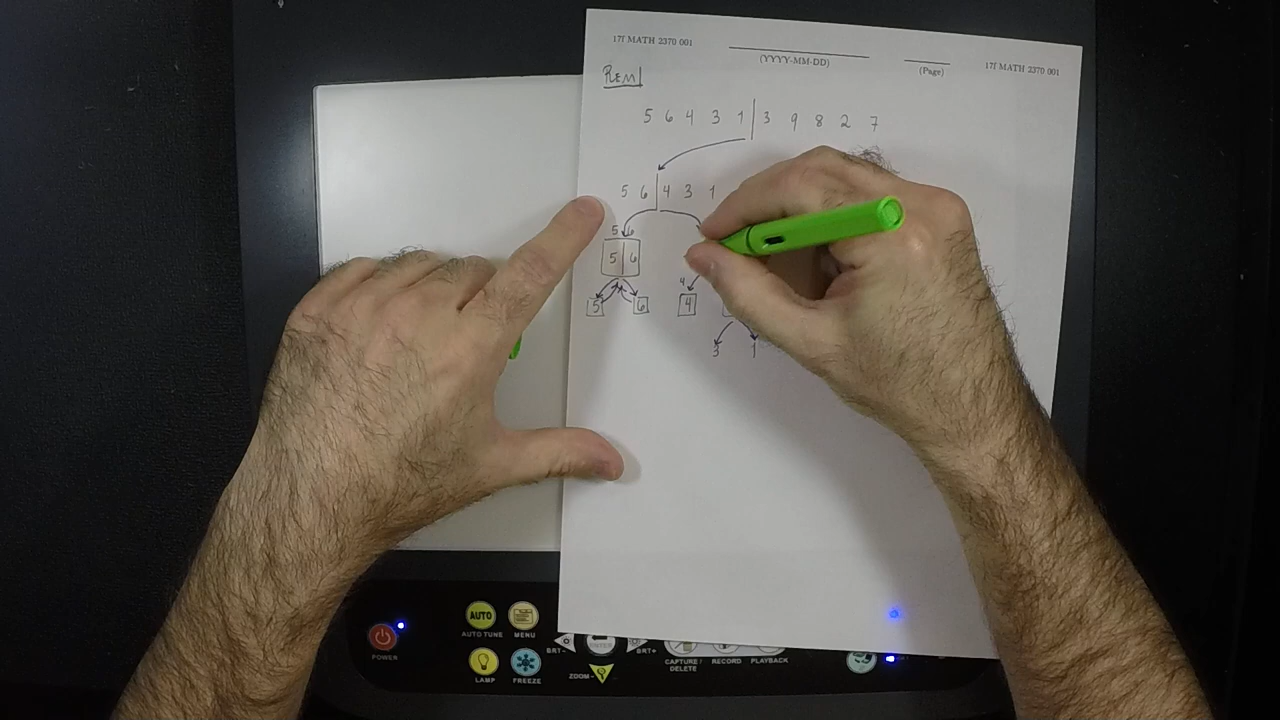 17f MATH 2370 001
(YYYY-MM-DD)
(Page)
17f MATH 2370 001
REM
5 6 4 3 1 | 3 9 8 2 7
5 6 | 4 3 1
5 6
5 | 6
4
5 6 4
3 1
POWER
AUTO
AUTO TUNE
MENU
LAMP
FREEZE
BRT-
BRT+
ZOOM-
CAPTURE /
DELETE
RECORD
PLAYBACK